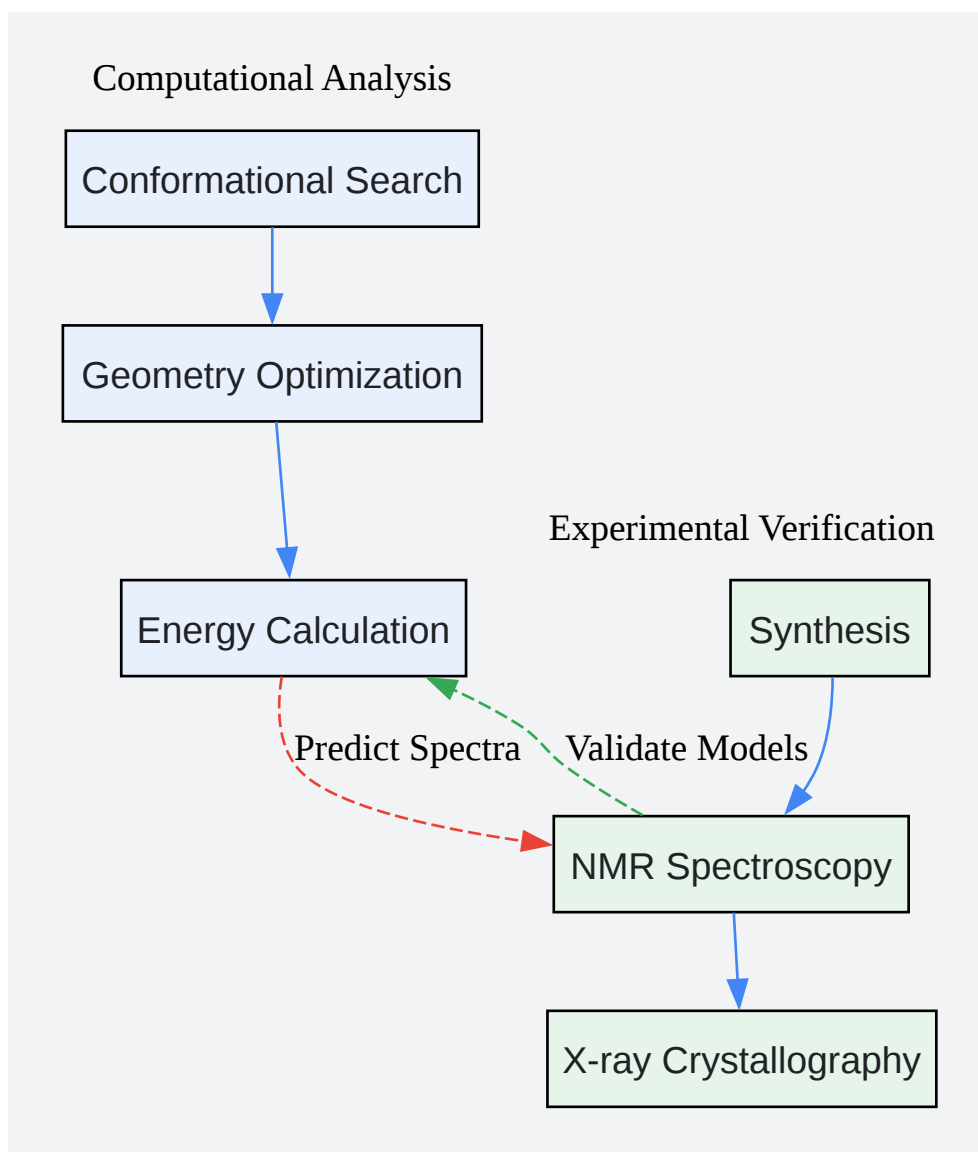 Computational Analysis
Conformational Search
Geometry Optimization
Experimental Verification
Energy Calculation
Synthesis
Predict Spectra
Validate Models
NMR Spectroscopy
X-ray Crystallography